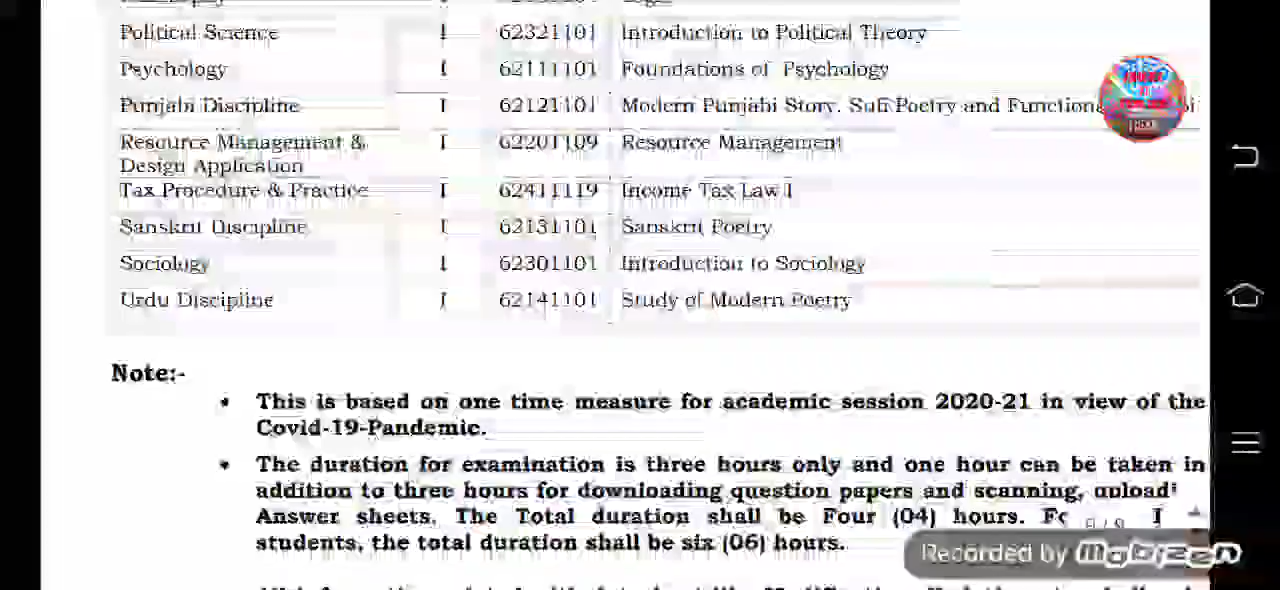 Political Science I 62321101 Introduction to Political Theory
Psychology I 62111101 Foundations of Psychology
Punjabi Discipline I 62121101 Modern Punjabi Story, Sufi Poetry and
Resource Management & I 62201109 Resource Management
Design Application
Tax Procedure & Practice I 62411119 Income Tax Law I
Sanskrit Discipline I 62131101 Sanskrit Poetry
Sociology I 62301101 Introduction to Sociology
Urdu Discipline I 62141101 Study of Modern Poetry
Note:-
• This is based on one time measure for academic session 2020-21 in view of the
Covid-19-Pandemic.
• The duration for examination is three hours only and one hour can be taken in
addition to three hours for downloading question papers and scanning,
Answer sheets. The Total duration shall be Four (04) hours.
students, the total duration shall be six (06) hours.
Recorded by Mobizen